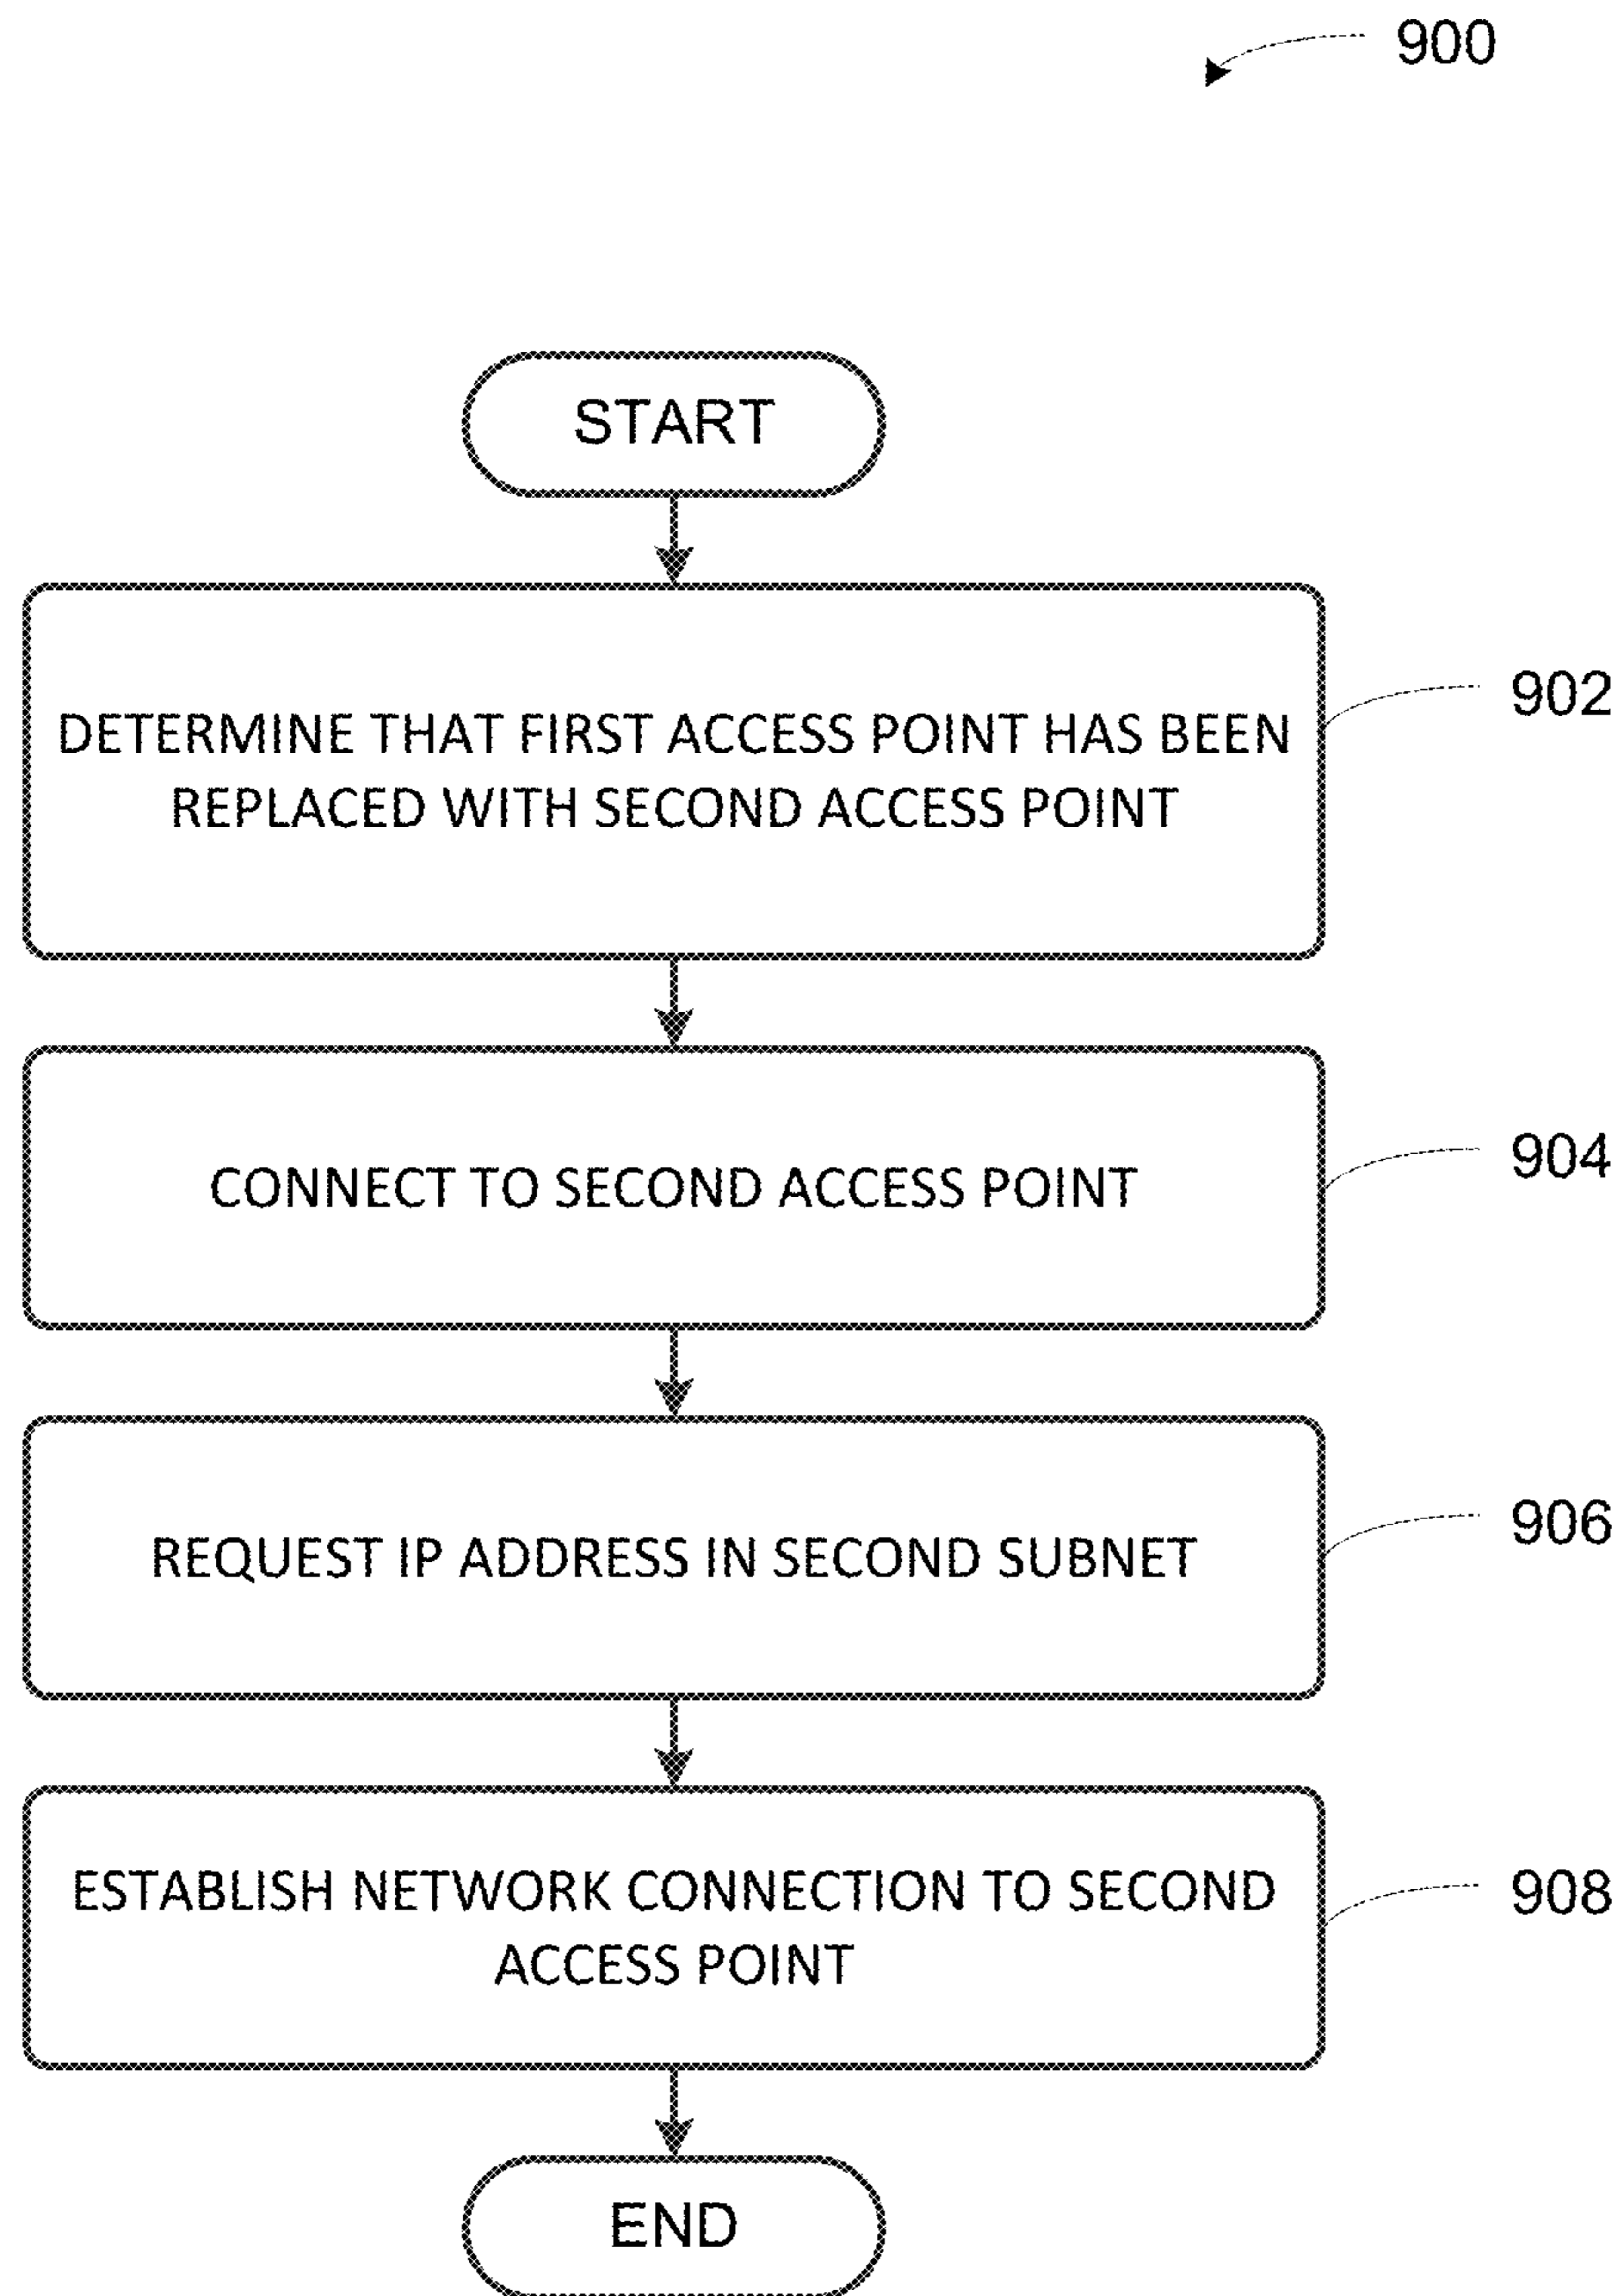 900
START
DETERMINE THAT FIRST ACCESS POINT HAS BEEN
REPLACED WITH SECOND ACCESS POINT
902
CONNECT TO SECOND ACCESS POINT
904
REQUEST IP ADDRESS IN SECOND SUBNET
906
ESTABLISH NETWORK CONNECTION TO SECOND
ACCESS POINT
908
END